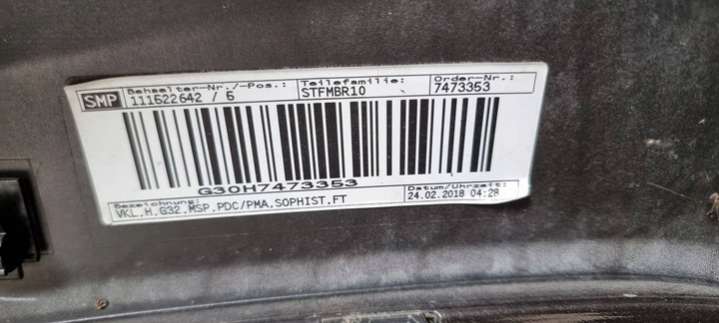 SMP
Behaelter-Nr./-Pos.: Teilefamilie: Order-Nr.:
111622642 / 6 STFMBR10 7473353
G30H7473353
Bezeichnung: Datum/Uhrzeit:
VKL,H,G32,MSP,PDC/PMA,SOPHIST,FT 24.02.2018 04:28